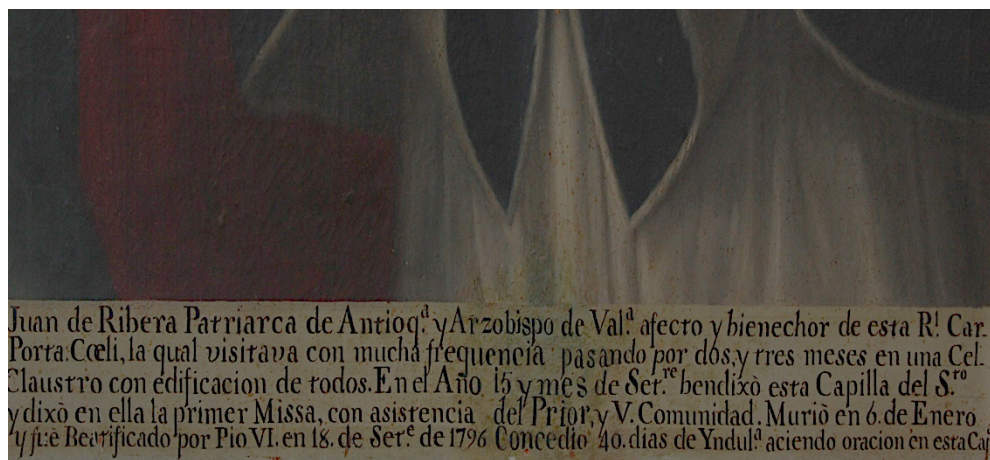 Juan de Ribera Patriarca de Antioq.ª y Arzobispo de Val.ª afecto y bienechor de esta R.l Car-
Porta:Cœli, la qual visitava con mucha frequencia pasando por dos, y tres meses en una Cel-
Claustro con edificacion de todos. En el Año 15 y mes de Set.re bendixò esta Capilla del S.to
y dixò en ella la primer Missa, con asistencia del Prior, y V. Comunidad. Muriò en 6. de Enero
y fuè Beatificado por Pio VI. en 18. de Set.e de 1796 Concedio 40. dias de Yndul.ª aciendo oracion en esta Cap